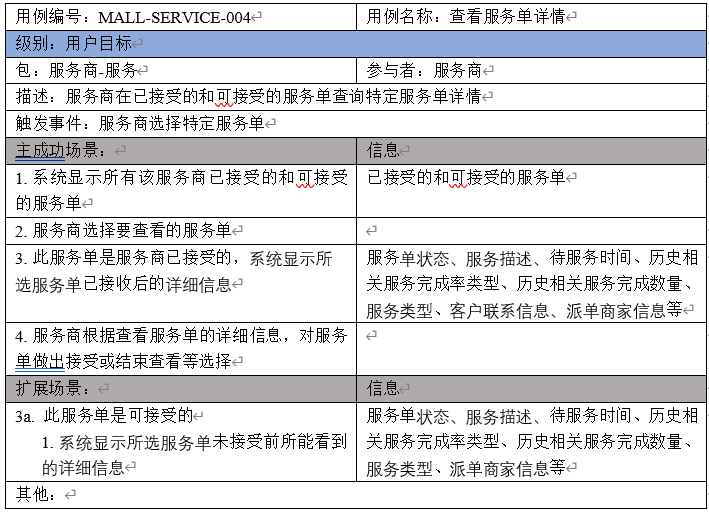 用例编号：MALL-SERVICE-004
用例名称：查看服务单详情
级别：用户目标
包：服务商-服务
参与者：服务商
描述：服务商在已接受的和可接受的服务单查询特定服务单详情
触发事件：服务商选择特定服务单
主成功场景：
信息
1. 系统显示所有该服务商已接受的和可接受
的服务单
已接受的和可接受的服务单
2. 服务商选择要查看的服务单
3. 此服务单是服务商已接受的，系统显示所
选服务单已接收后的详细信息
服务单状态、服务描述、待服务时间、历史相
关服务完成率类型、历史相关服务完成数量、
服务类型、客户联系信息、派单商家信息等
4. 服务商根据查看服务单的详细信息，对服务
单做出接受或结束查看等选择
扩展场景：
信息
3a. 此服务单是可接受的
1. 系统显示所选服务单未接受前所能看到
的详细信息
服务单状态、服务描述、待服务时间、历史相
关服务完成率类型、历史相关服务完成数量、
服务类型、派单商家信息等
其他：